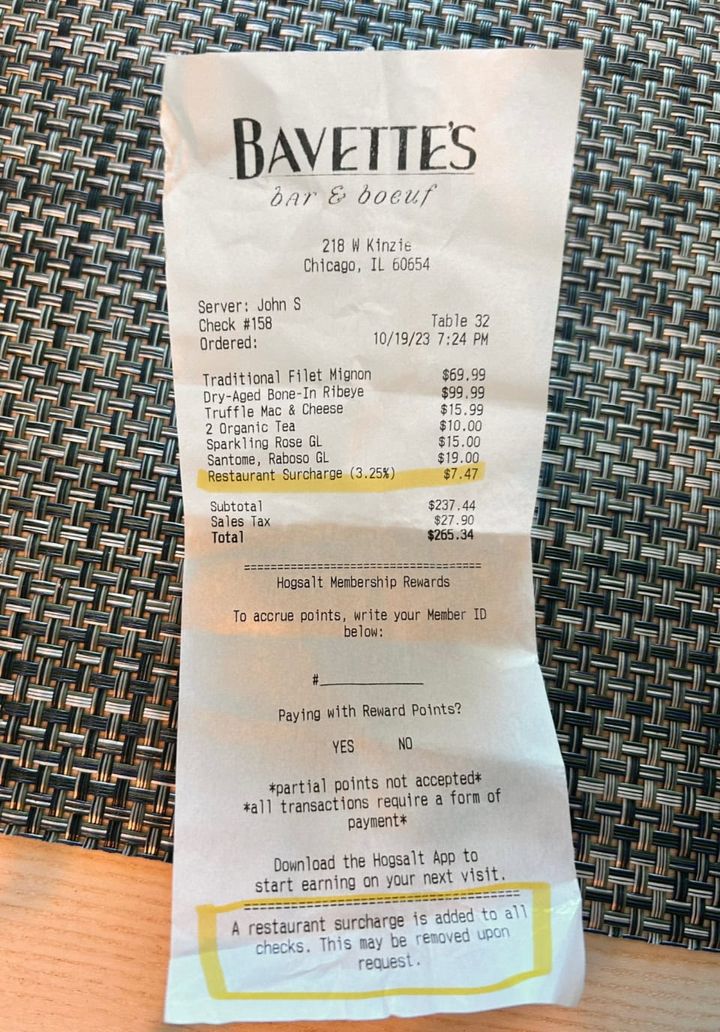 BAVETTE'S
bar & boeuf
218 W Kinzie
Chicago, IL 60654
Server: John S
Check #158 Table 32
Ordered: 10/19/23 7:24 PM
Traditional Filet Mignon $69.99
Dry-Aged Bone-In Ribeye $99.99
Truffle Mac & Cheese $15.99
2 Organic Tea $10.00
Sparkling Rose GL $15.00
Santome, Raboso GL $19.00
Restaurant Surcharge (3.25%) $7.47
Subtotal $237.44
Sales Tax $27.90
Total $265.34
Hogsalt Membership Rewards
To accrue points, write your Member ID
below:
#____________
Paying with Reward Points?
YES NO
*partial points not accepted*
*all transactions require a form of
payment*
Download the Hogsalt App to
start earning on your next visit.
A restaurant surcharge is added to all
checks. This may be removed upon
request.